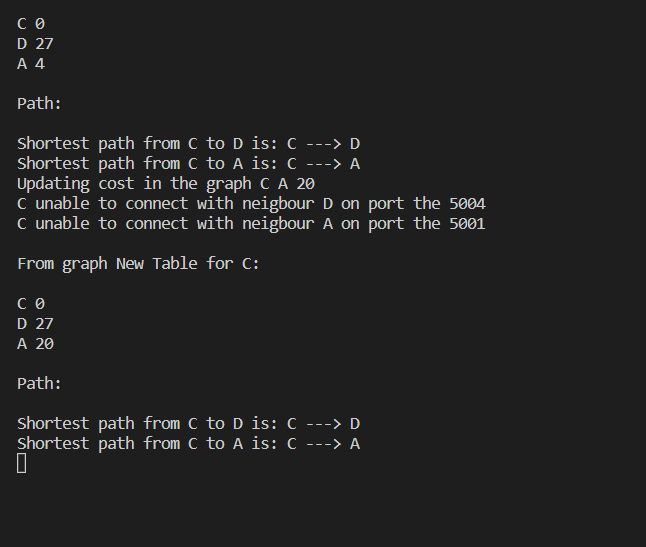 C 0
D 27
A 4
Path:
Shortest path from C to D is: C ---> D
Shortest path from C to A is: C ---> A
Updating cost in the graph C A 20
C unable to connect with neigbour D on port the 5004
C unable to connect with neigbour A on port the 5001
From graph New Table for C:
C 0
D 27
A 20
Path:
Shortest path from C to D is: C ---> D
Shortest path from C to A is: C ---> A